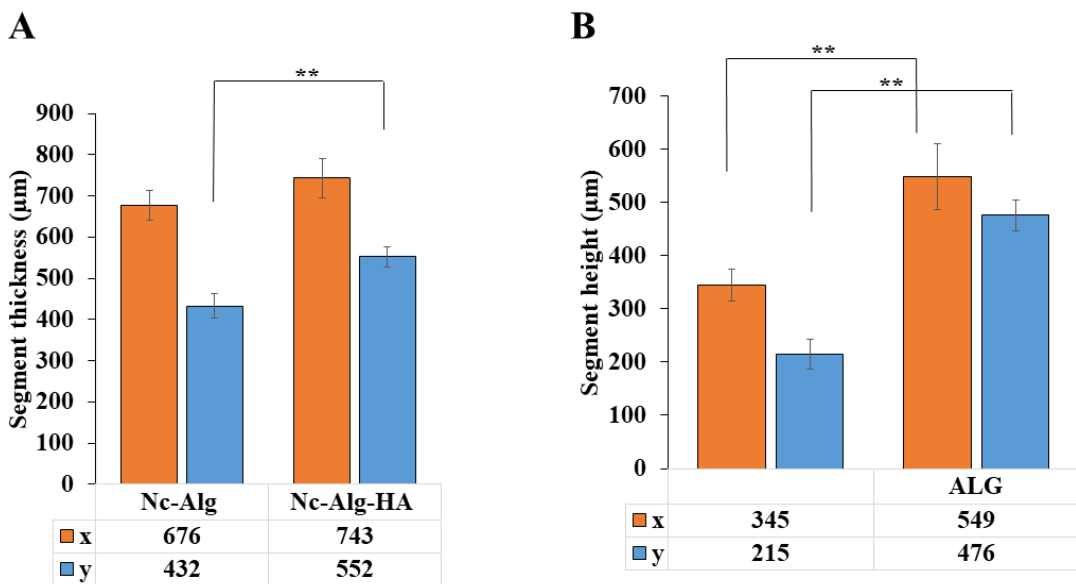 A
**
Segment thickness (µm)
900
800
700
600
500
400
300
200
100
0
Nc-Alg Nc-Alg-HA
x 676 743
y 432 552
B
**
**
Segment height (µm)
700
600
500
400
300
200
100
0
ALG
x 345 549
y 215 476